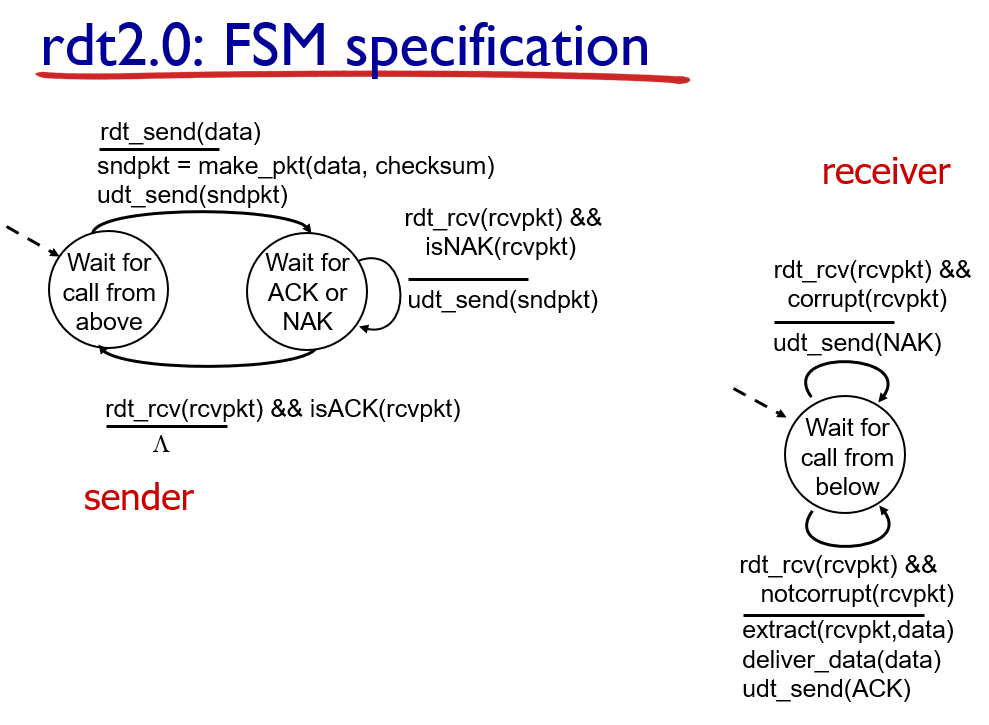 rdt2.0: FSM specification
rdt_send(data)
sndpkt = make_pkt(data, checksum)
udt_send(sndpkt)
Wait for
call from
above
Wait for
ACK or
NAK
rdt_rcv(rcvpkt) &&
isNAK(rcvpkt)
udt_send(sndpkt)
rdt_rcv(rcvpkt) && isACK(rcvpkt)
Λ
sender
receiver
rdt_rcv(rcvpkt) &&
corrupt(rcvpkt)
udt_send(NAK)
Wait for
call from
below
rdt_rcv(rcvpkt) &&
notcorrupt(rcvpkt)
extract(rcvpkt,data)
deliver_data(data)
udt_send(ACK)